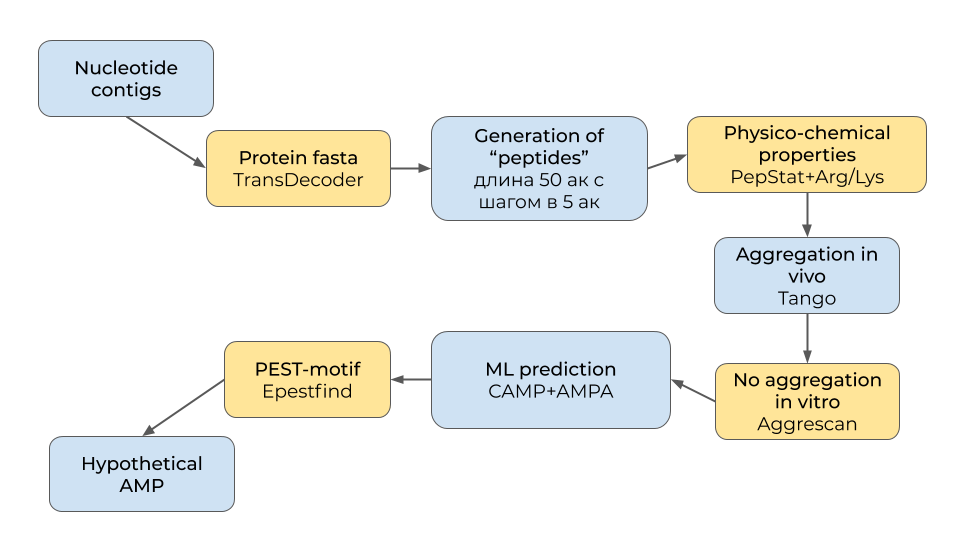 Nucleotide
contigs
Protein fasta
TransDecoder
Generation of
“peptides”
длина 50 ак с
шагом в 5 ак
Physico-chemical
properties
PepStat+Arg/Lys
Aggregation in
vivo
Tango
No aggregation
in vitro
Aggrescan
ML prediction
CAMP+AMPA
PEST-motif
Epestfind
Hypothetical
AMP